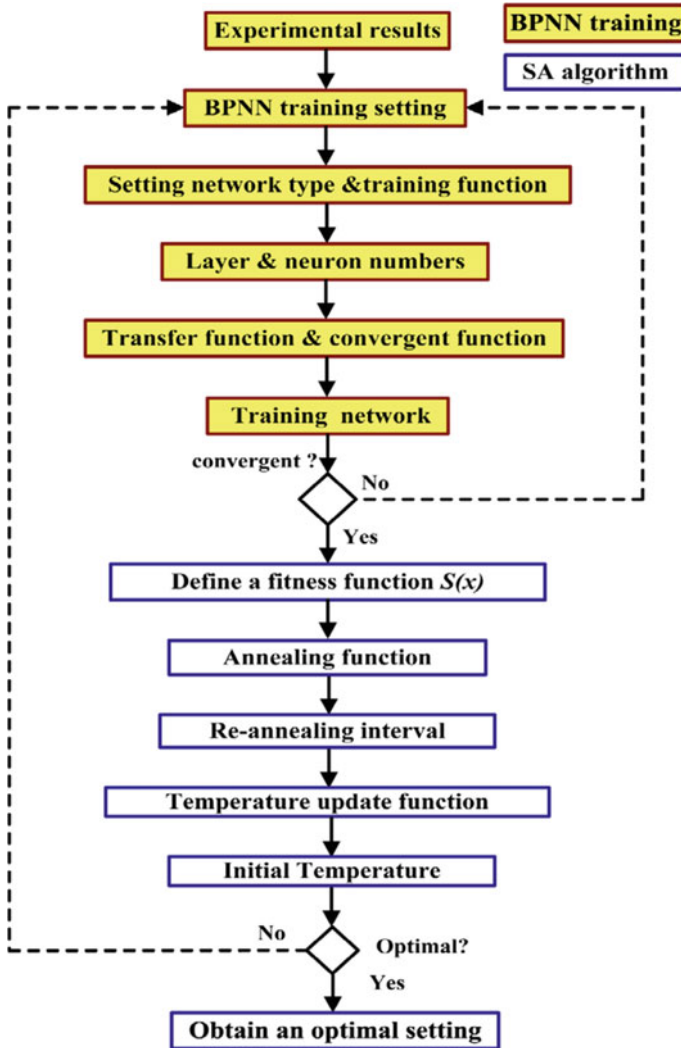 Experimental results
BPNN training
SA algorithm
BPNN training setting
Setting network type &training function
Layer & neuron numbers
Transfer function & convergent function
Training network
convergent ?
No
Yes
Define a fitness function S(x)
Annealing function
Re-annealing interval
Temperature update function
Initial Temperature
No
Optimal?
Yes
Obtain an optimal setting